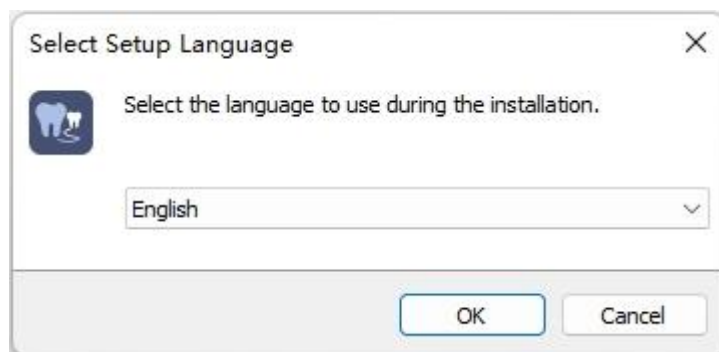 Select Setup Language
Select the language to use during the installation.
English
OK
Cancel